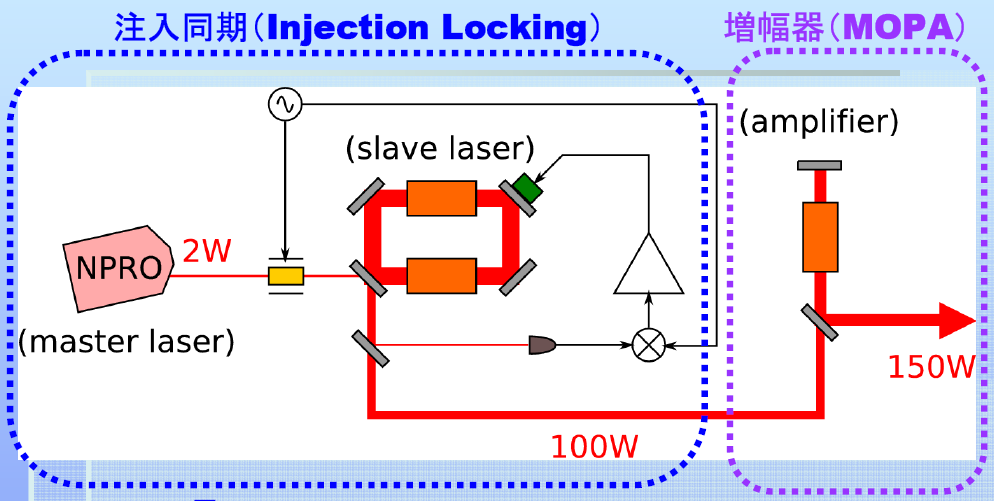 注入同期（Injection Locking）
増幅器（MOPA）
(amplifier)
(slave laser)
2W
NPRO
(master laser)
150W
100W